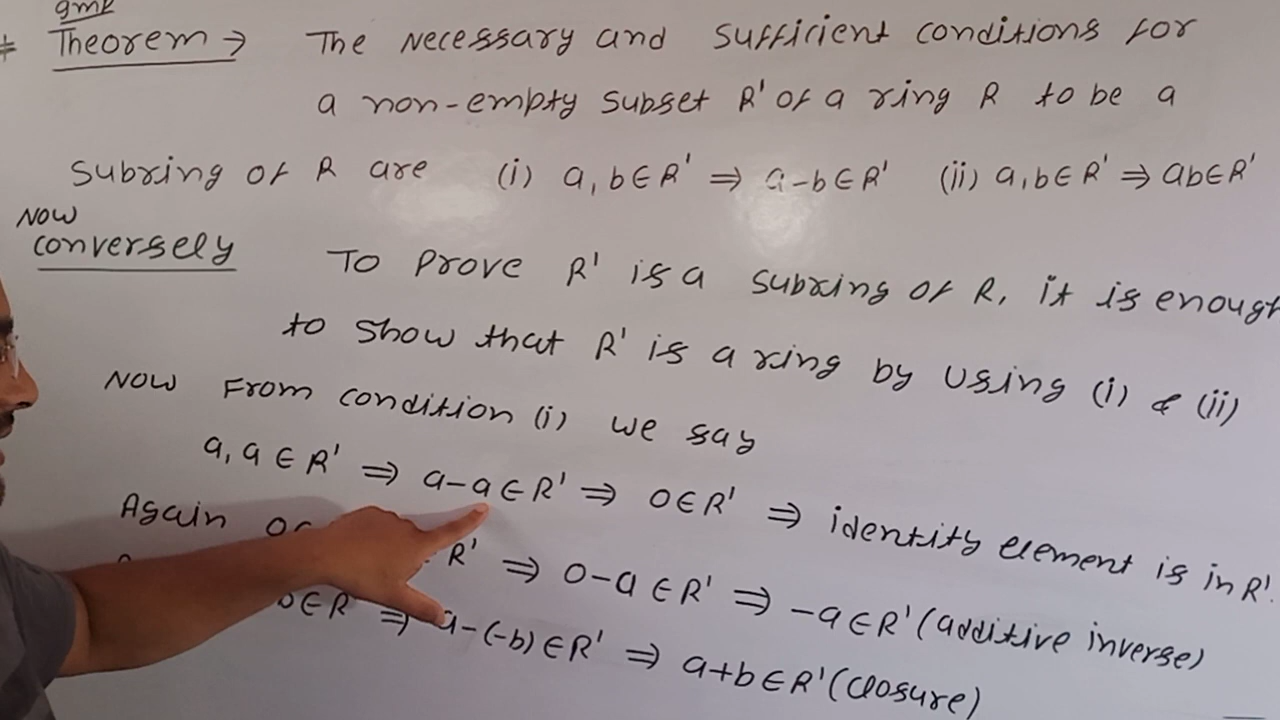 gmp
* Theorem → The necessary and sufficient conditions for
a non-empty subset R' of a ring R to be a
Subring of R are (i) a, b ∈ R' ⇒ a-b ∈ R' (ii) a, b ∈ R' ⇒ ab ∈ R'
Now
conversely To Prove R' is a subring of R, it is enough
to show that R' is a ring by using (i) & (ii)
Now From condition (i) we say
a, a ∈ R' ⇒ a-a ∈ R' ⇒ 0 ∈ R' ⇒ identity element is in R'.
Again R' ⇒ 0-a ∈ R' ⇒ -a ∈ R' (additive inverse)
b ∈ R ⇒ a-(-b) ∈ R' ⇒ a+b ∈ R' (closure)